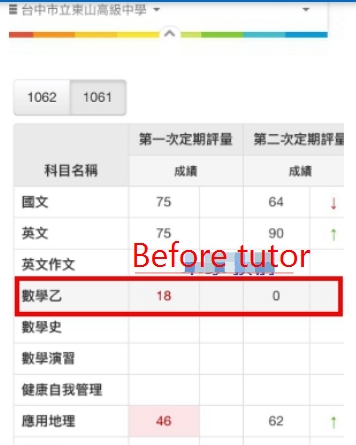 台中市立東山高級中學
1062 1061
第一次定期評量 第二次定期評量
科目名稱 成績 成績
國文 75 64 ↓
英文 75 90 ↑
Before tutor
英文作文
數學乙 18 0
數學史
數學演習
健康自我管理
應用地理 46 62 ↑